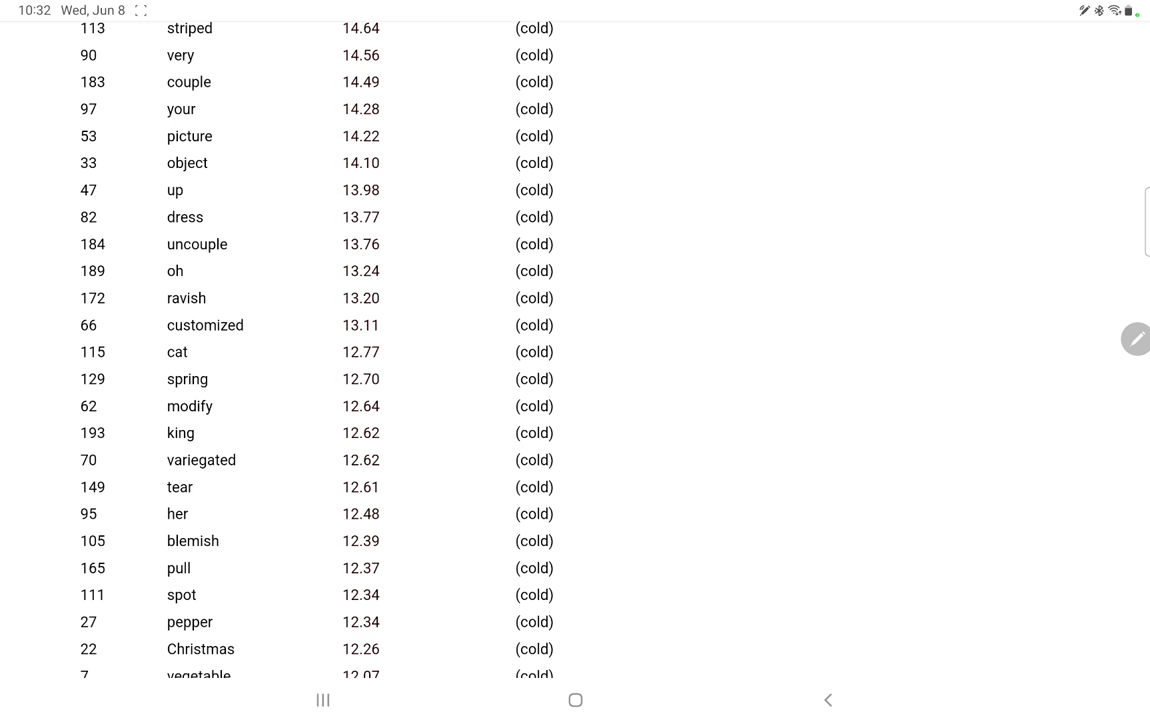 10:32 Wed, Jun 8
113 striped 14.64 (cold)
90 very 14.56 (cold)
183 couple 14.49 (cold)
97 your 14.28 (cold)
53 picture 14.22 (cold)
33 object 14.10 (cold)
47 up 13.98 (cold)
82 dress 13.77 (cold)
184 uncouple 13.76 (cold)
189 oh 13.24 (cold)
172 ravish 13.20 (cold)
66 customized 13.11 (cold)
115 cat 12.77 (cold)
129 spring 12.70 (cold)
62 modify 12.64 (cold)
193 king 12.62 (cold)
70 variegated 12.62 (cold)
149 tear 12.61 (cold)
95 her 12.48 (cold)
105 blemish 12.39 (cold)
165 pull 12.37 (cold)
111 spot 12.34 (cold)
27 pepper 12.34 (cold)
22 Christmas 12.26 (cold)
7 vegetable 12.07 (cold)